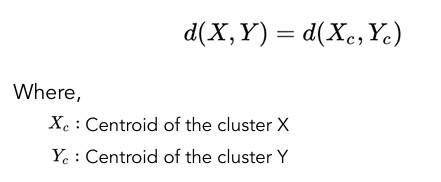 d(X, Y) = d(X_c, Y_c)
Where,
X_c : Centroid of the cluster X
Y_c : Centroid of the cluster Y